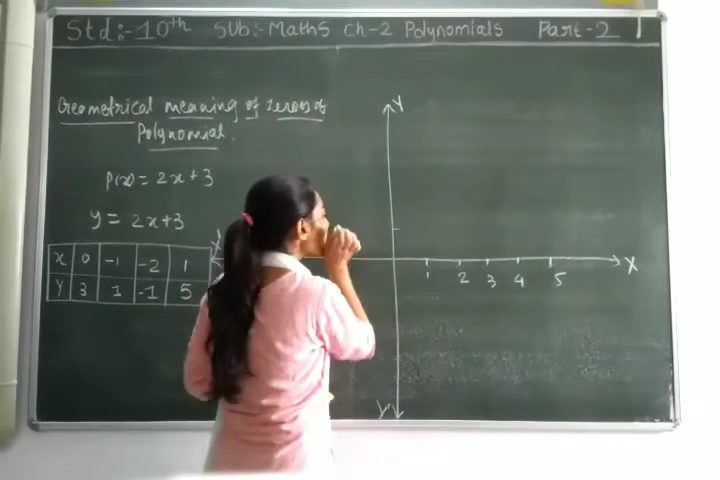 Std:-10th Sub:-Maths Ch-2 Polynomials Part-2
Geometrical meaning of zeroes of
Polynomial.
P(x)= 2x+3
y= 2x+3
x 0 -1 -2 1
Y 3 1 -1 5
Y
X'
X
1 2 3 4 5
Y'